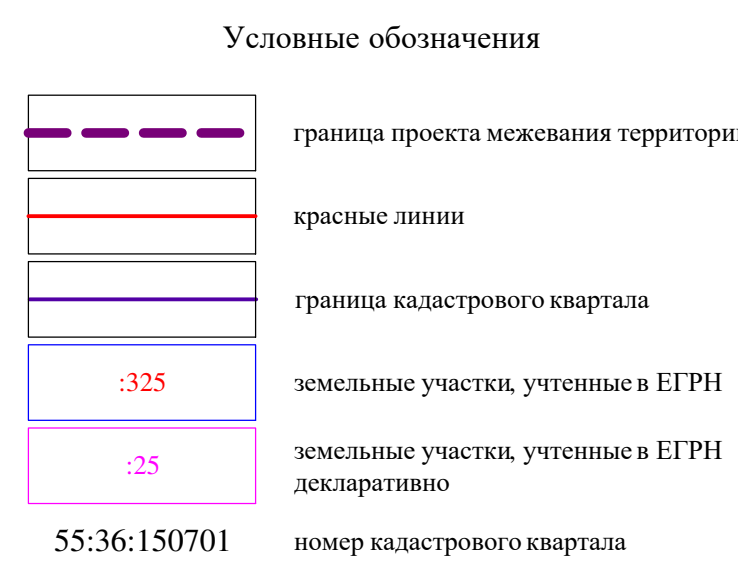 Условные обозначения
граница проекта межевания территории
красные линии
граница кадастрового квартала
:325 земельные участки, учтенные в ЕГРН
:25 земельные участки, учтенные в ЕГРН
декларативно
55:36:150701 номер кадастрового квартала